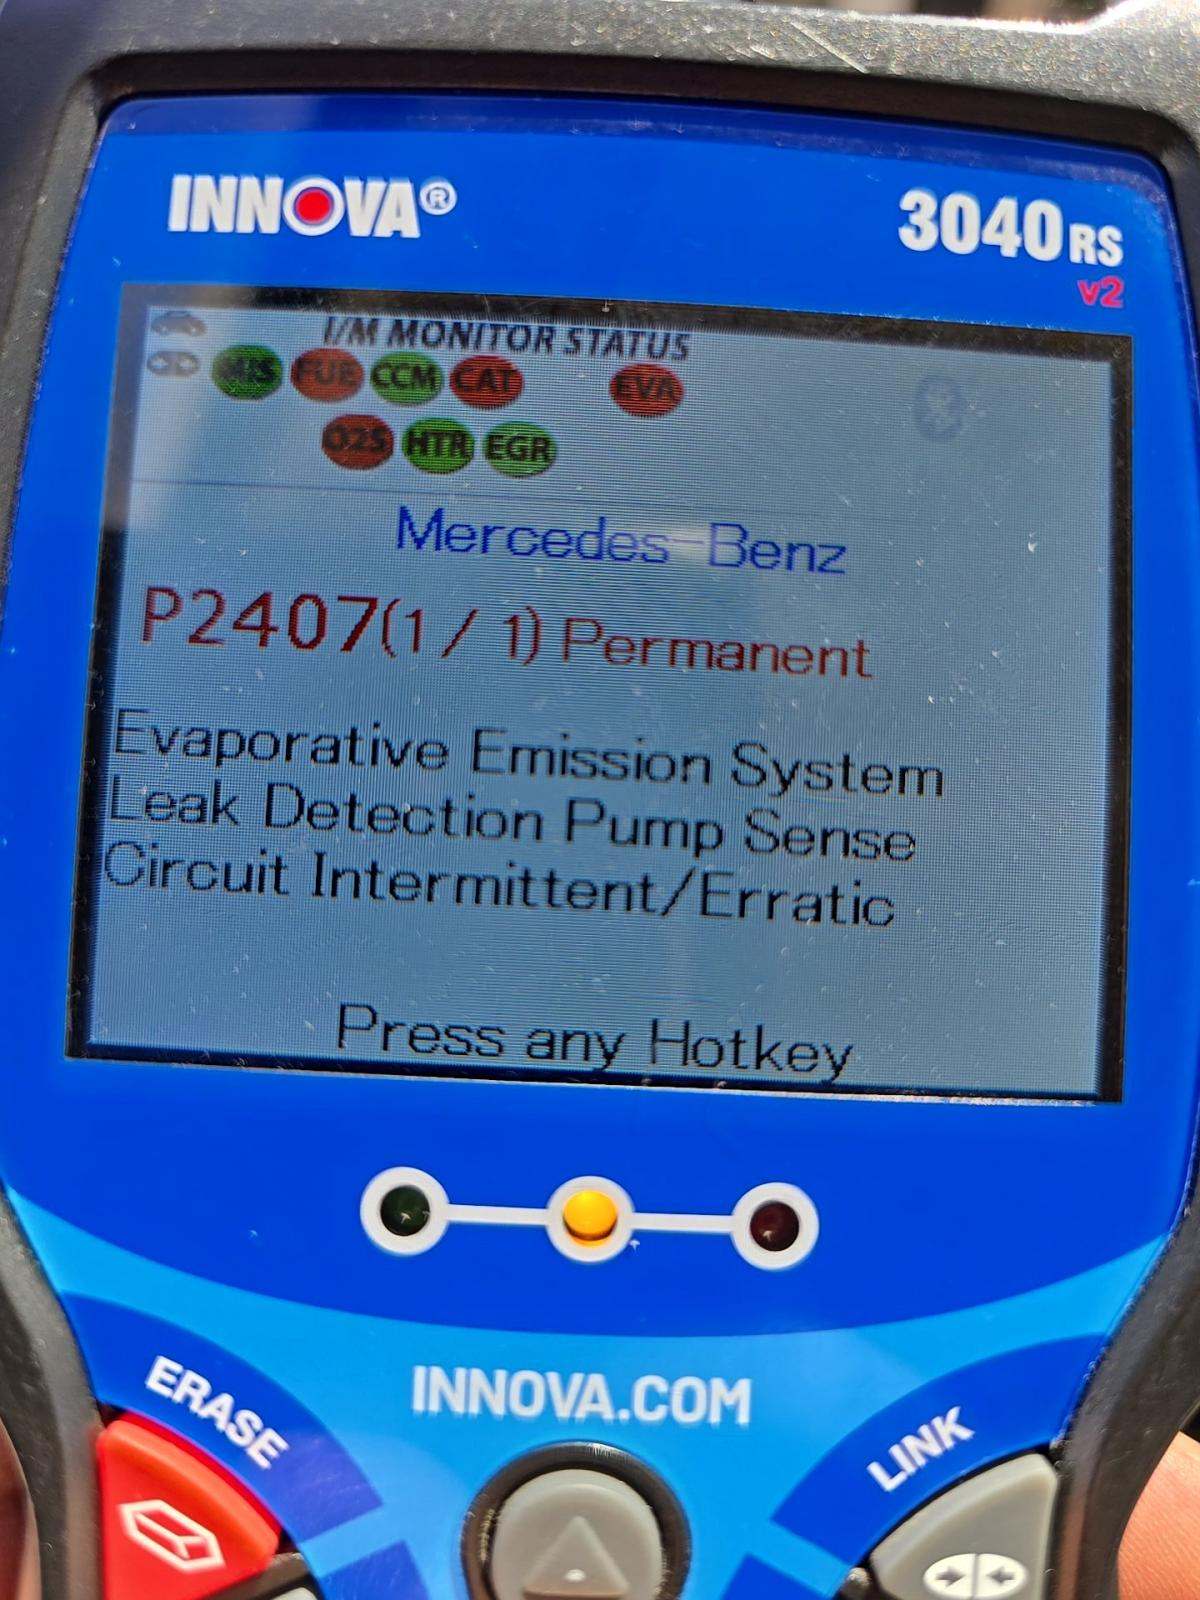 INNOVA®
3040RS
v2
I/M MONITOR STATUS
MIS FUE CCM CAT EVA
O2S HTR EGR
Mercedes-Benz
P2407(1 / 1) Permanent
Evaporative Emission System
Leak Detection Pump Sense
Circuit Intermittent/Erratic
Press any Hotkey
ERASE
INNOVA.COM
LINK